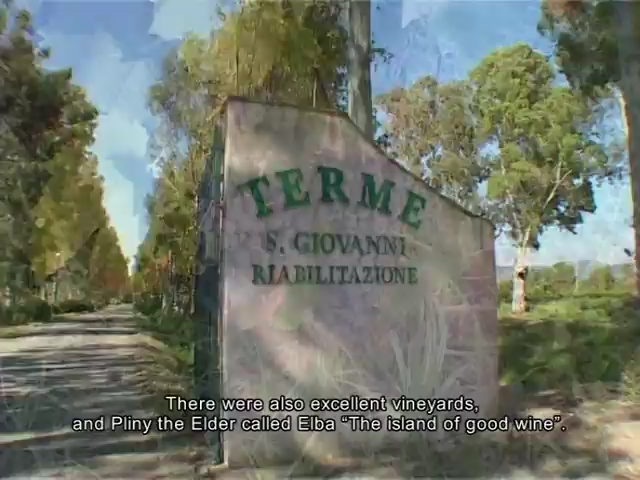 TERME
S. GIOVANNI
RIABILITAZIONE
There were also excellent vineyards,
and Pliny the Elder called Elba “The island of good wine”.